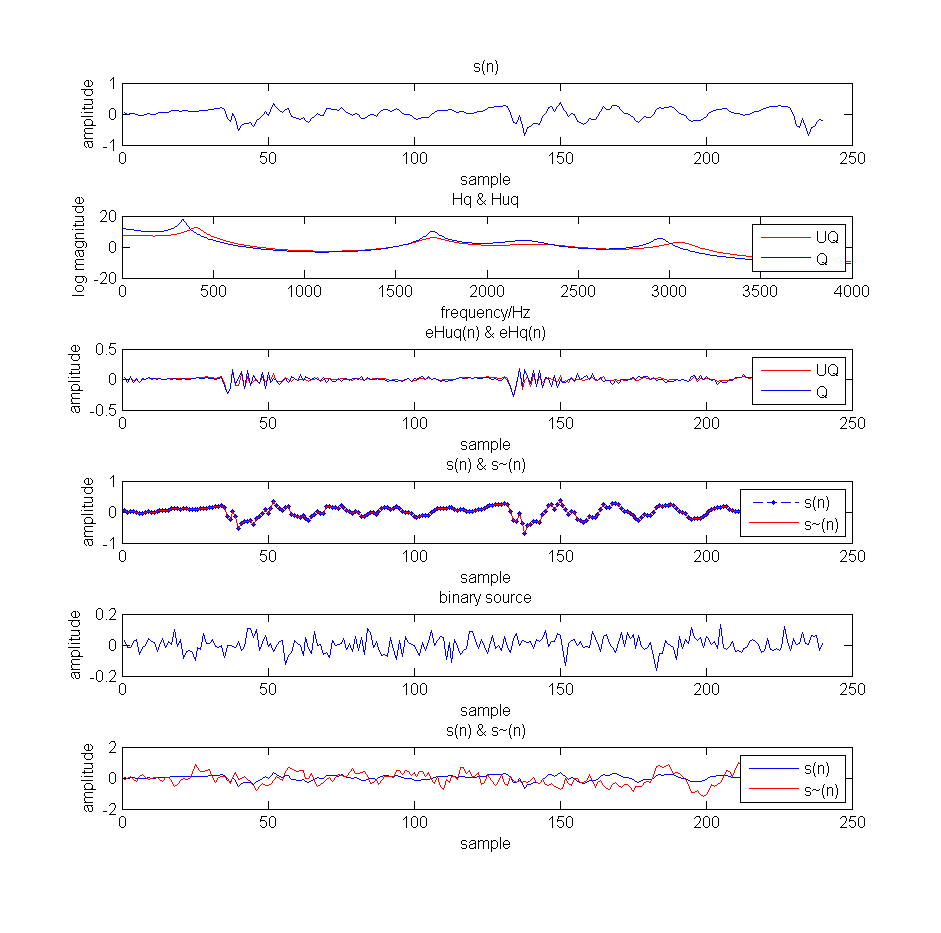 s(n)
1
0
-1
amplitude
0 50 100 150 200 250
sample
Hq & Huq
20
0
-20
log magnitude
UQ
Q
0 500 1000 1500 2000 2500 3000 3500 4000
frequency/Hz
eHuq(n) & eHq(n)
0.5
0
-0.5
amplitude
UQ
Q
0 50 100 150 200 250
sample
s(n) & s~(n)
1
0
-1
amplitude
s(n)
s~(n)
0 50 100 150 200 250
sample
binary source
0.2
0
-0.2
amplitude
0 50 100 150 200 250
sample
s(n) & s~(n)
2
0
-2
amplitude
s(n)
s~(n)
0 50 100 150 200 250
sample